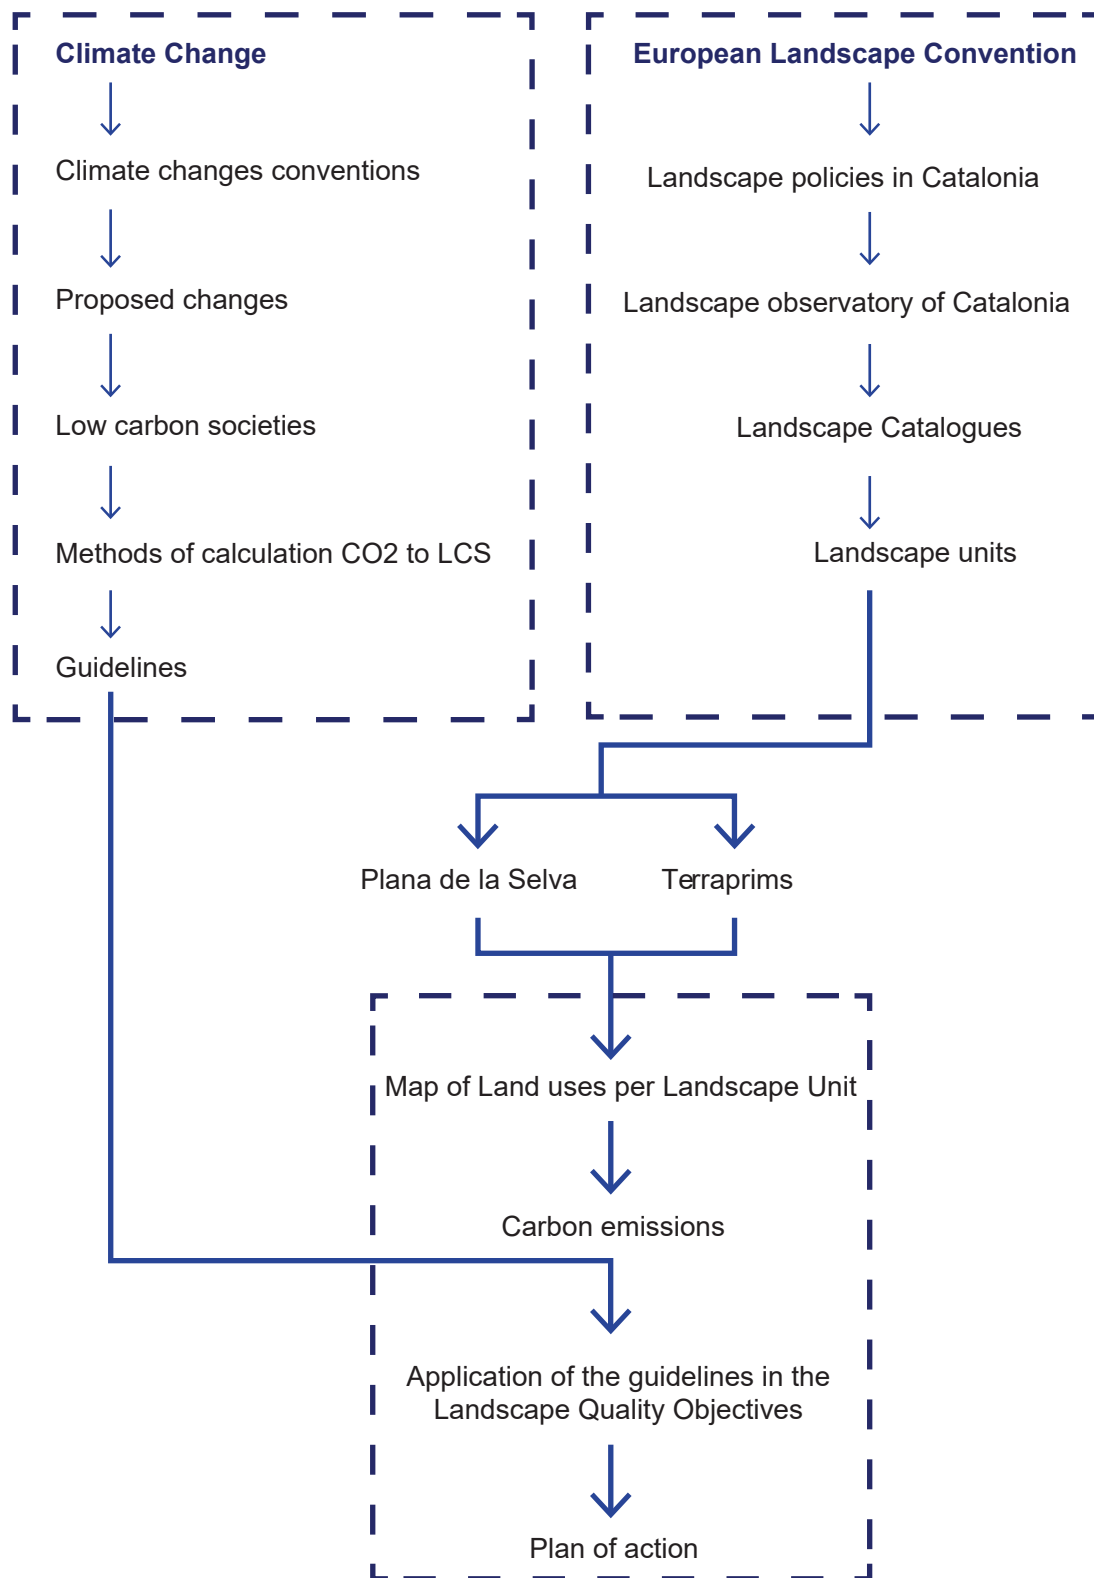 Climate Change
Climate changes conventions
Proposed changes
Low carbon societies
Methods of calculation CO2 to LCS
Guidelines
European Landscape Convention
Landscape policies in Catalonia
Landscape observatory of Catalonia
Landscape Catalogues
Landscape units
Plana de la Selva
Terraprims
Map of Land uses per Landscape Unit
Carbon emissions
Application of the guidelines in the
Landscape Quality Objectives
Plan of action